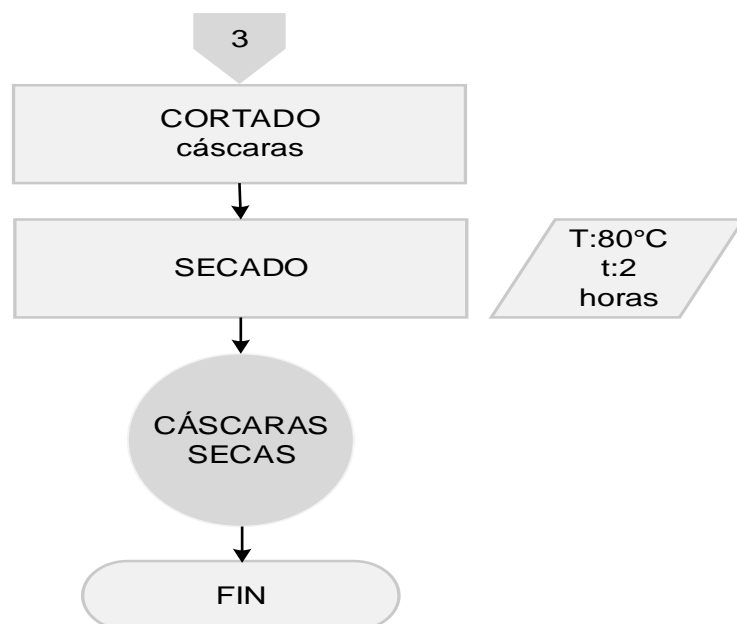 3
CORTADO
cáscaras
SECADO
T:80°C
t:2
horas
CÁSCARAS
SECAS
FIN